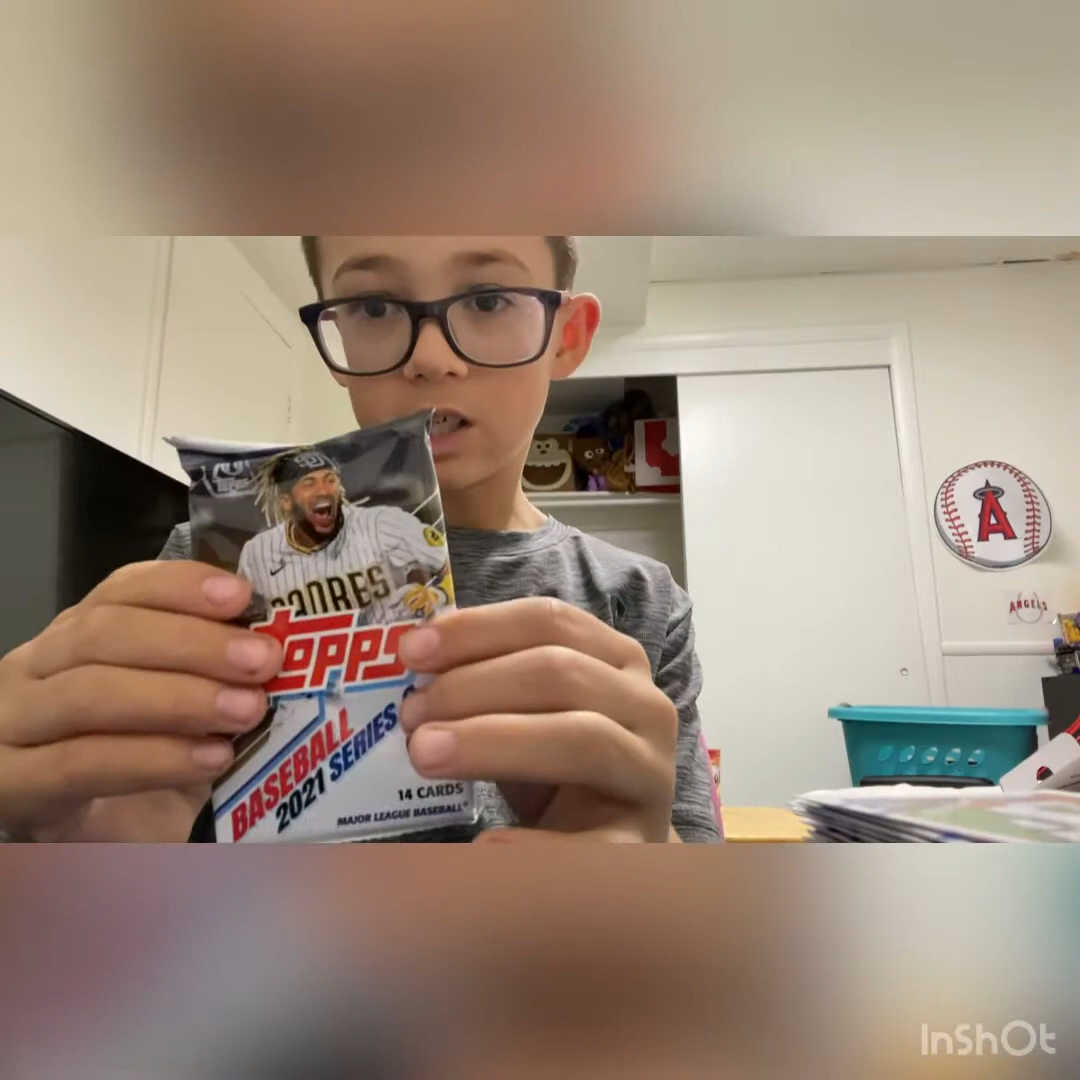 PADRES
topps
BASEBALL
2021 SERIES
14 CARDS
MAJOR LEAGUE BASEBALL®
A
ANGELS
InShOt